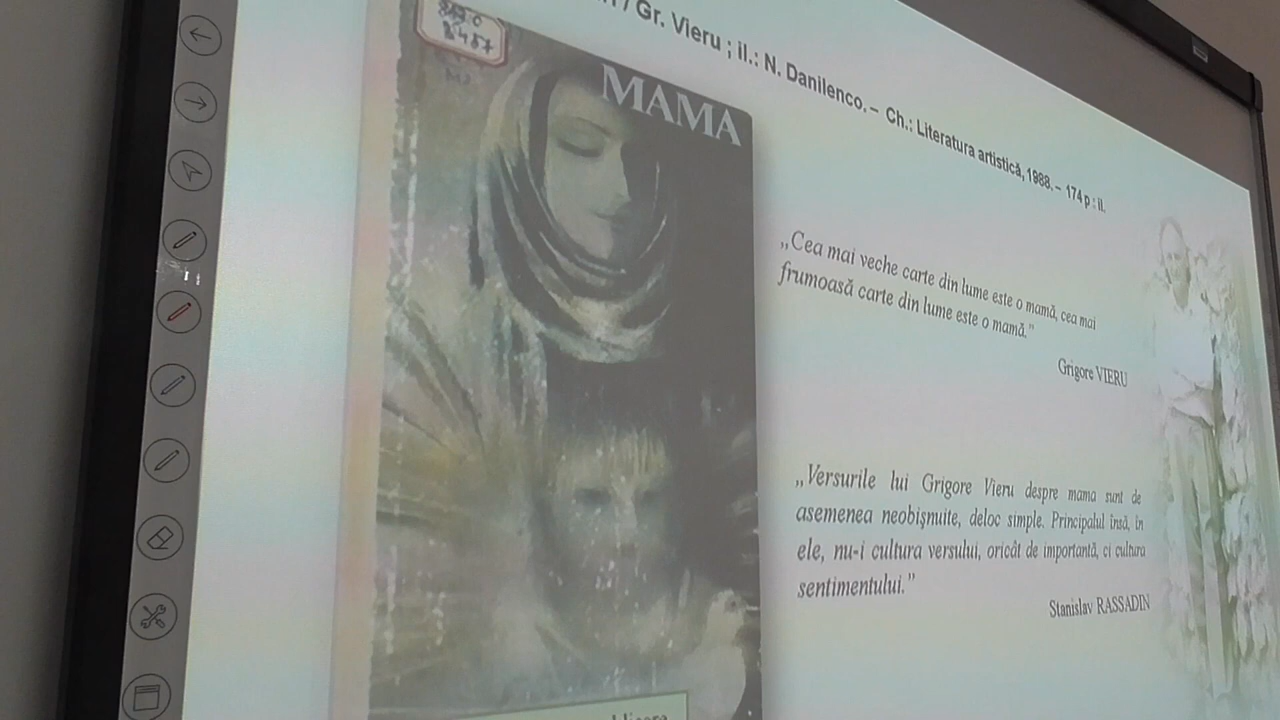 / Gr. Vieru ; il.: N. Danilenco. – Ch.: Literatura artistică, 1988. – 174 p : il.
MAMA
„Cea mai veche carte din lume este o mamă, cea mai
frumoasă carte din lume este o mamă."
Grigore VIERU
„Versurile lui Grigore Vieru despre mama sunt de
asemenea neobişnuite, deloc simple. Principalul însă, în
ele, nu-i cultura versului, oricât de importantă, ci cultura
sentimentului."
Stanislav RASSADIN